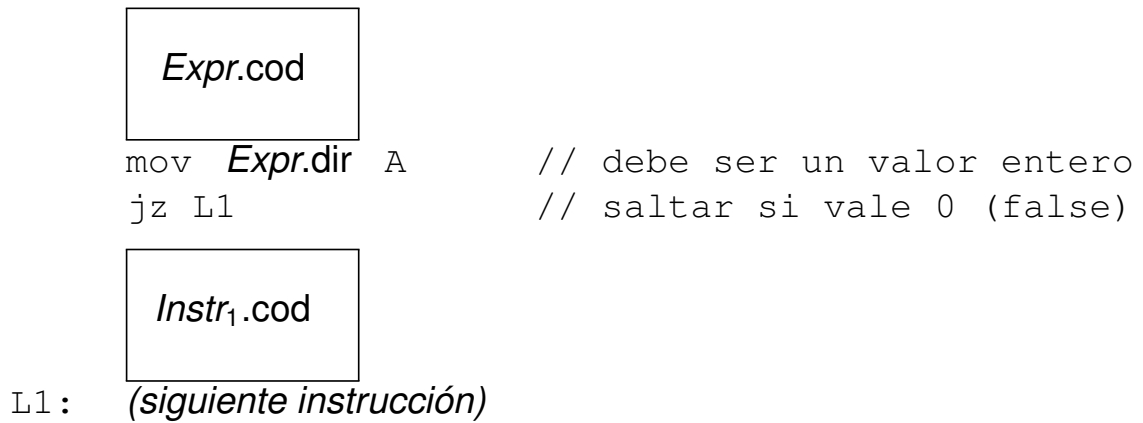 Expr.cod
mov Expr.dir A // debe ser un valor entero
jz L1 // saltar si vale 0 (false)
Instr₁.cod
L1: (siguiente instrucción)